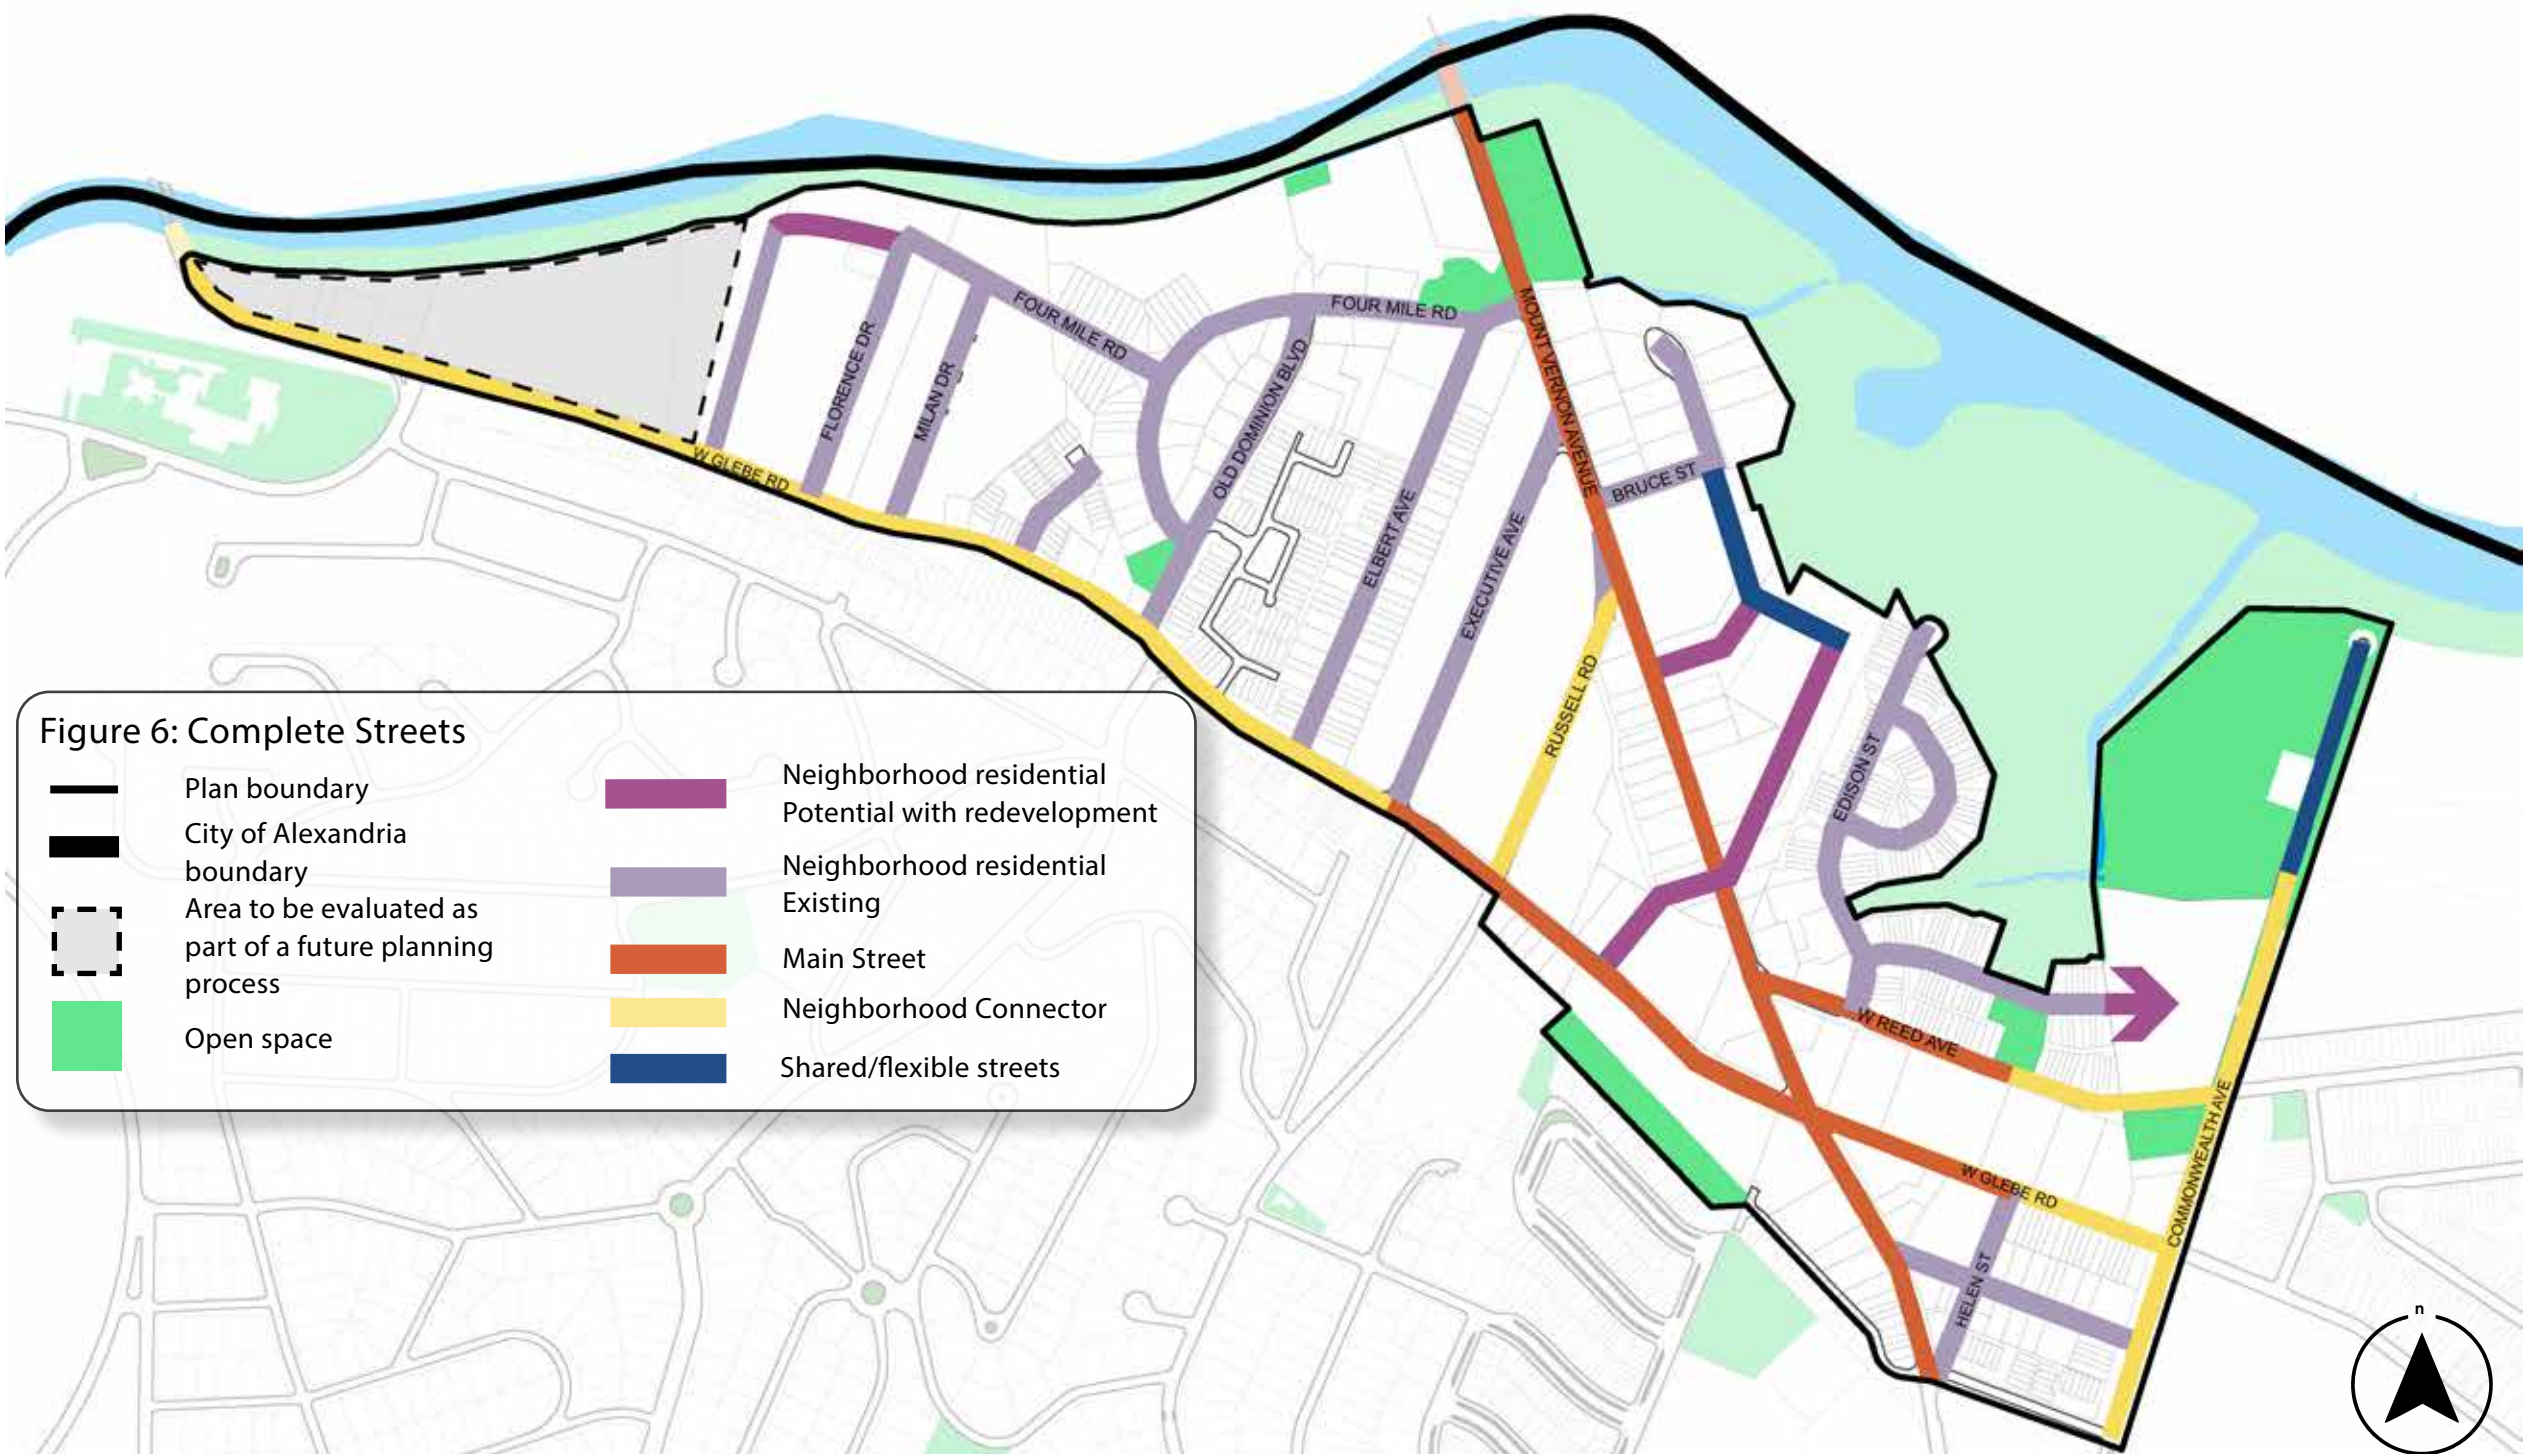 FOUR MILE RD
FOUR MILE RD
FLORENCE DR
MILAN DR
OLD DOMINION BLVD
MOUNT VERNON AVENUE
W GLEBE RD
BRUCE ST
ELBERT AVE
EXECUTIVE AVE
RUSSELL RD
EDISON ST
W REED AVE
W GLEBE RD
COMMONWEALTH AVE
HELEN ST
Figure 6: Complete Streets
Plan boundary
City of Alexandria
boundary
Area to be evaluated as
part of a future planning
process
Open space
Neighborhood residential
Potential with redevelopment
Neighborhood residential
Existing
Main Street
Neighborhood Connector
Shared/flexible streets
n